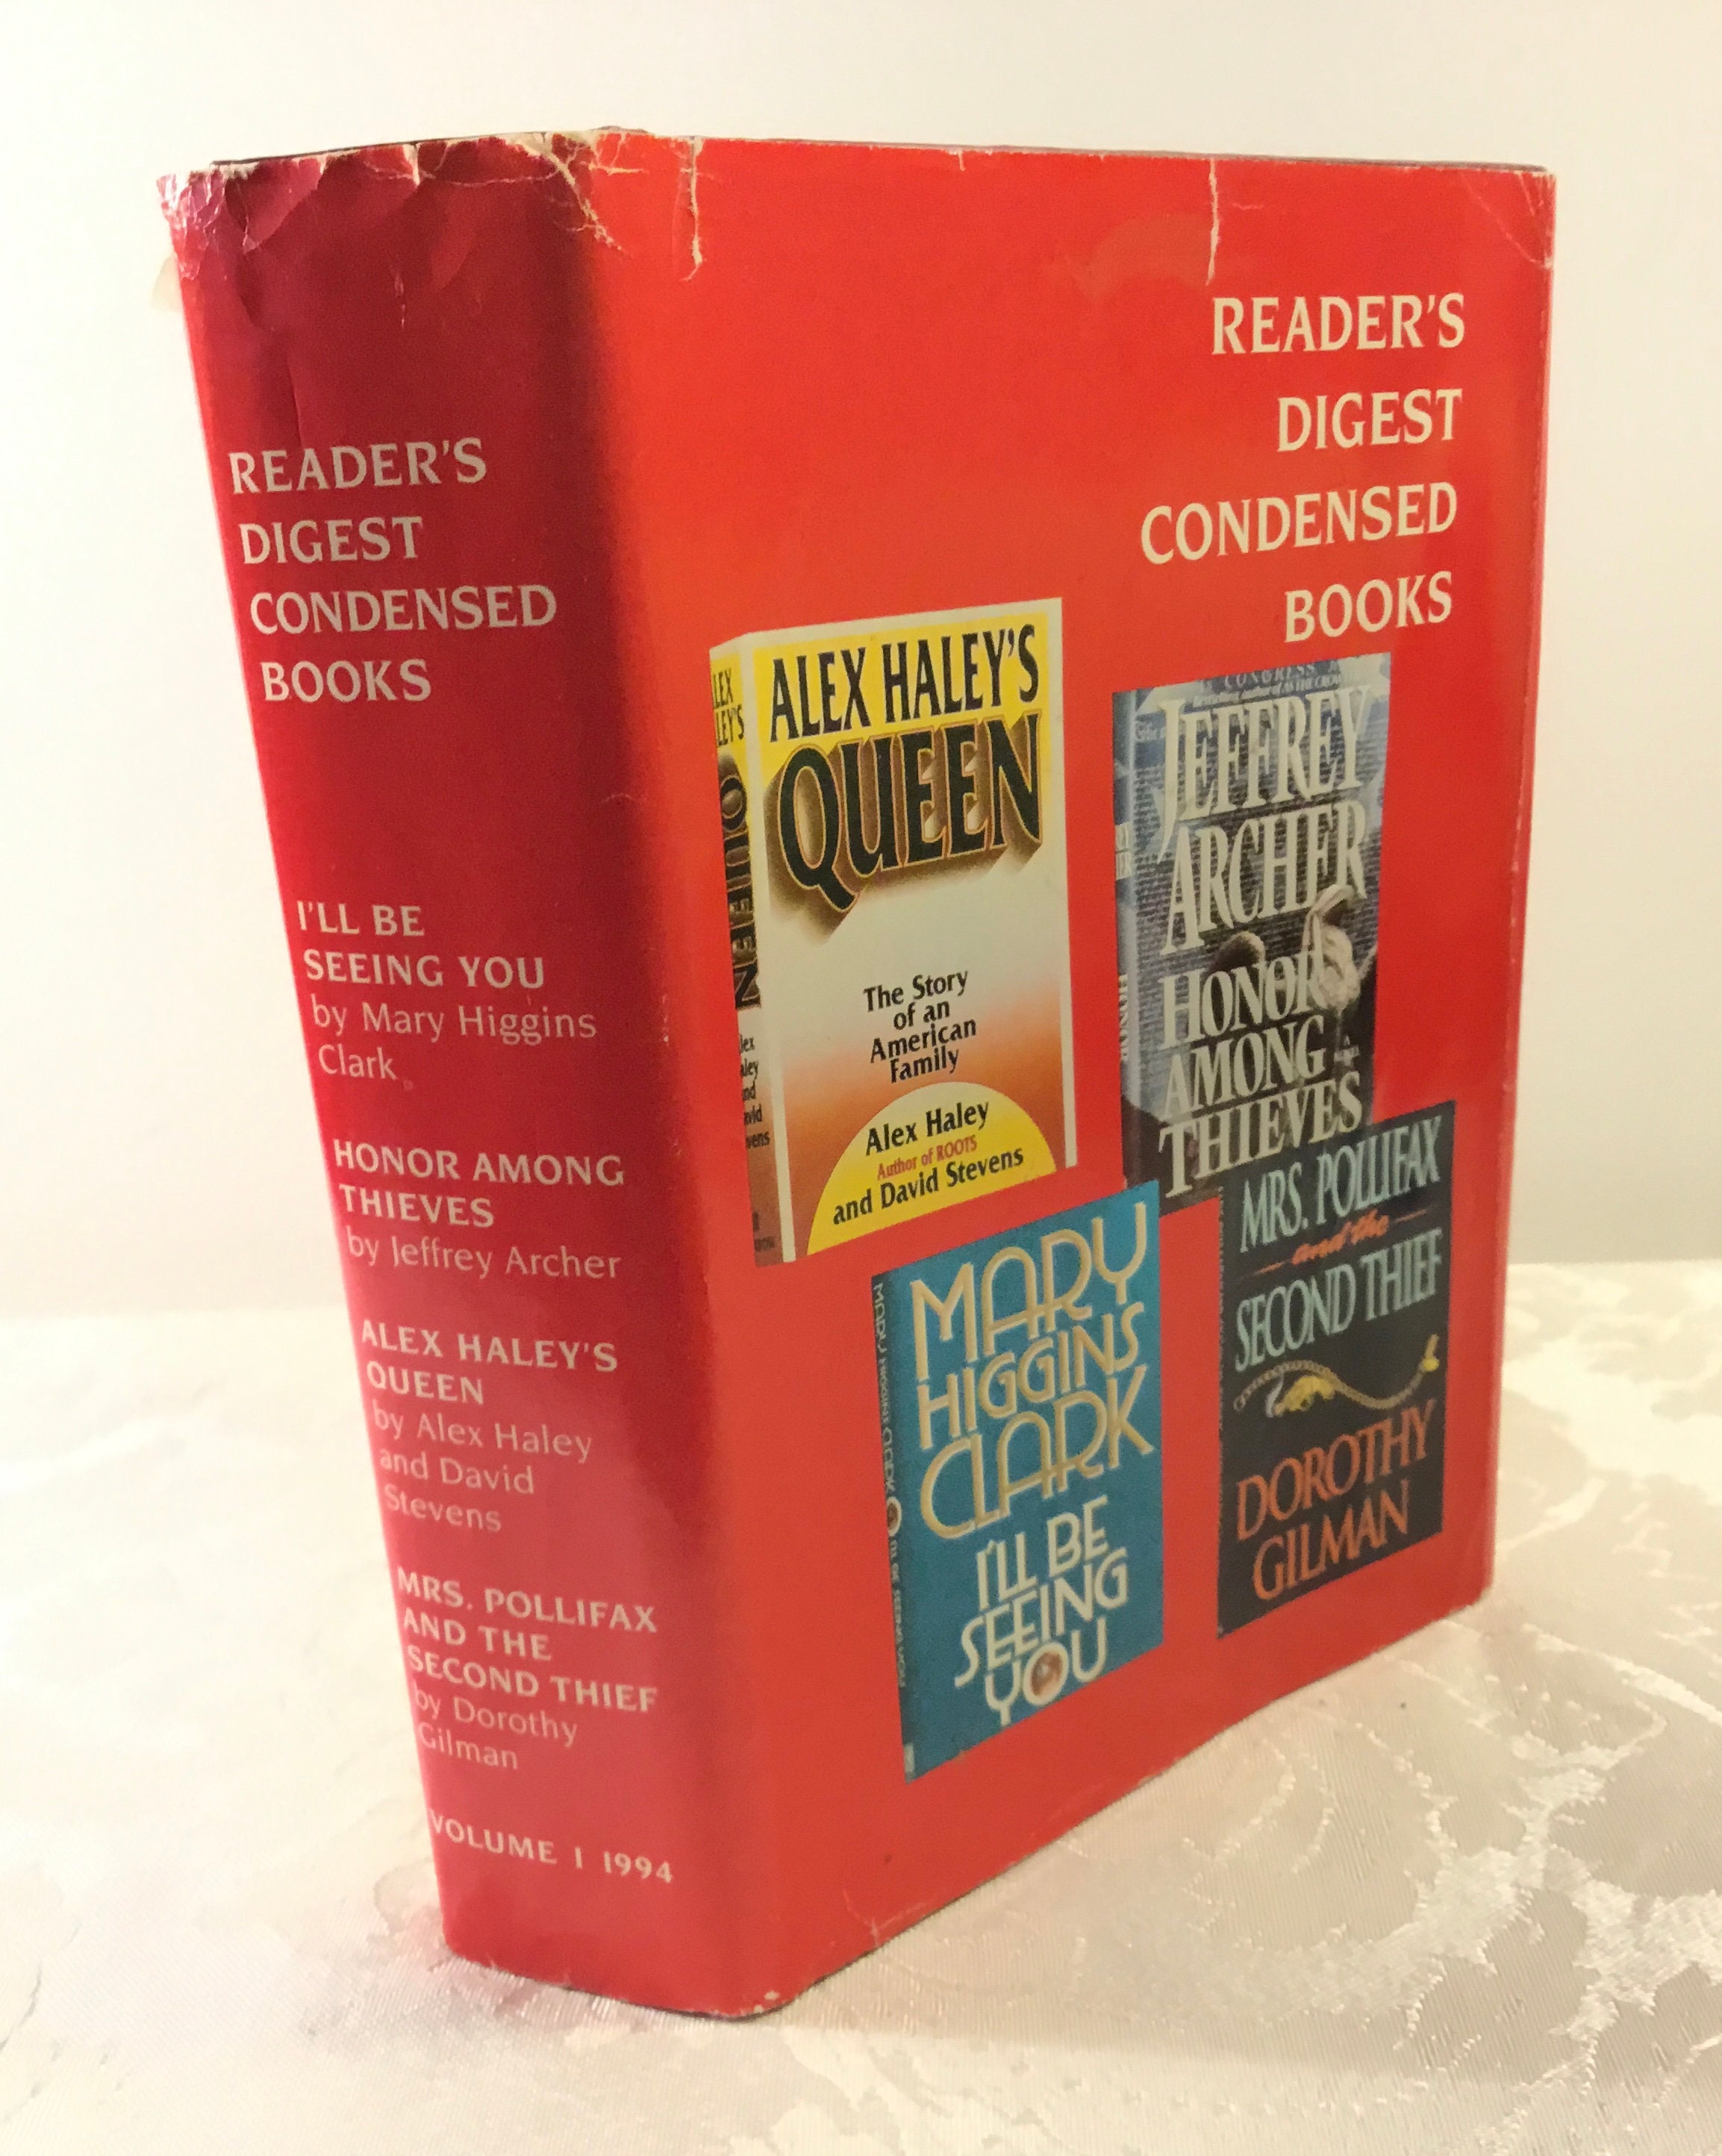 READER'S
DIGEST
CONDENSED
BOOKS
I'LL BE
SEEING YOU
by Mary Higgins
Clark
HONOR AMONG
THIEVES
by Jeffrey Archer
ALEX HALEY'S
QUEEN
by Alex Haley
and David
Stevens
MRS. POLLIFAX
AND THE
SECOND THIEF
by Dorothy
Gilman
VOLUME 1 1994
READER'S
DIGEST
CONDENSED
BOOKS
ALEX HALEY'S
QUEEN
The Story
of an
American
Family
Alex Haley
Author of ROOTS
and David Stevens
JEFFREY
ARCHER
HONOR
AMONG
THIEVES
MARY
HIGGINS
CLARK
I'LL BE
SEEING
YOU
MRS. POLLIFAX
and the
SECOND THIEF
DOROTHY
GILMAN